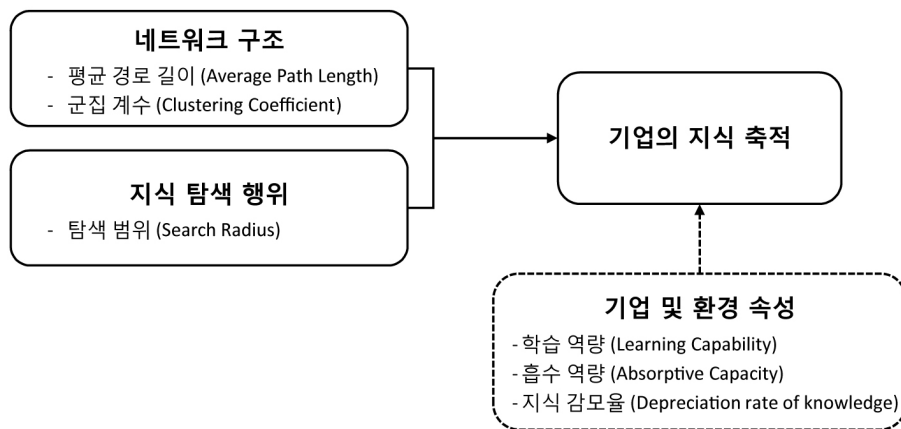 네트워크 구조
- 평균 경로 길이 (Average Path Length)
- 군집 계수 (Clustering Coefficient)
지식 탐색 행위
- 탐색 범위 (Search Radius)
기업의 지식 축적
기업 및 환경 속성
- 학습 역량 (Learning Capability)
- 흡수 역량 (Absorptive Capacity)
- 지식 감모율 (Depreciation rate of knowledge)